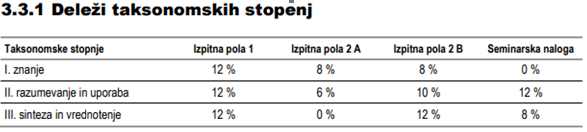 3.3.1 Deleži taksonomskih stopenj
Taksonomske stopnje Izpitna pola 1 Izpitna pola 2 A Izpitna pola 2 B Seminarska naloga
I. znanje 12 % 8 % 8 % 0 %
II. razumevanje in uporaba 12 % 6 % 10 % 12 %
III. sinteza in vrednotenje 12 % 0 % 12 % 8 %